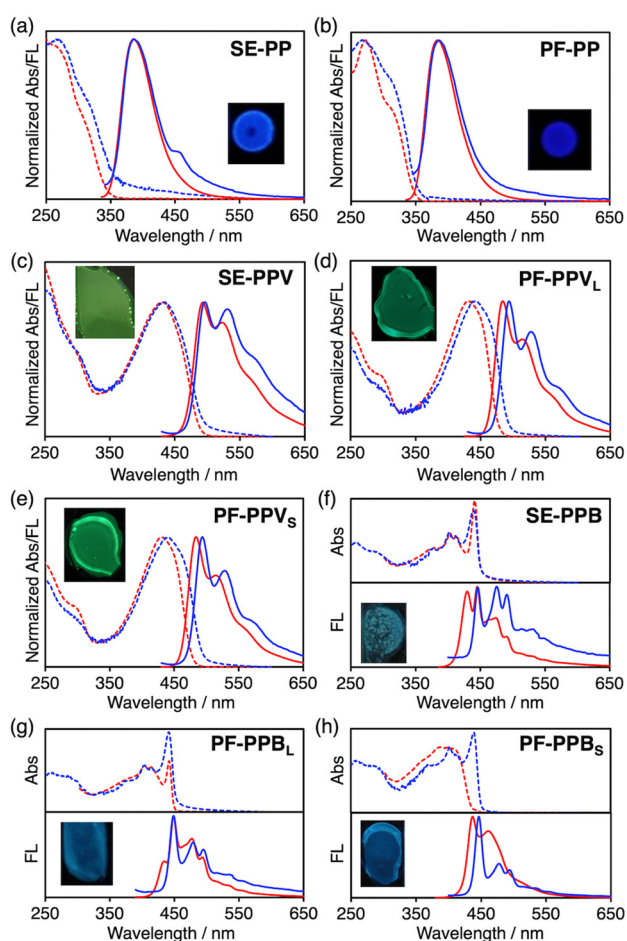 (a)
SE-PP
Normalized Abs/FL
250 350 450 550 650
Wavelength / nm
(b)
PF-PP
Normalized Abs/FL
250 350 450 550 650
Wavelength / nm
(c)
SE-PPV
Normalized Abs/FL
250 350 450 550 650
Wavelength / nm
(d)
PF-PPVL
Normalized Abs/FL
250 350 450 550 650
Wavelength / nm
(e)
PF-PPVS
Normalized Abs/FL
250 350 450 550 650
Wavelength / nm
(f)
SE-PPB
Abs
FL
250 350 450 550 650
Wavelength / nm
(g)
PF-PPBL
Abs
FL
250 350 450 550 650
Wavelength / nm
(h)
PF-PPBS
Abs
FL
250 350 450 550 650
Wavelength / nm